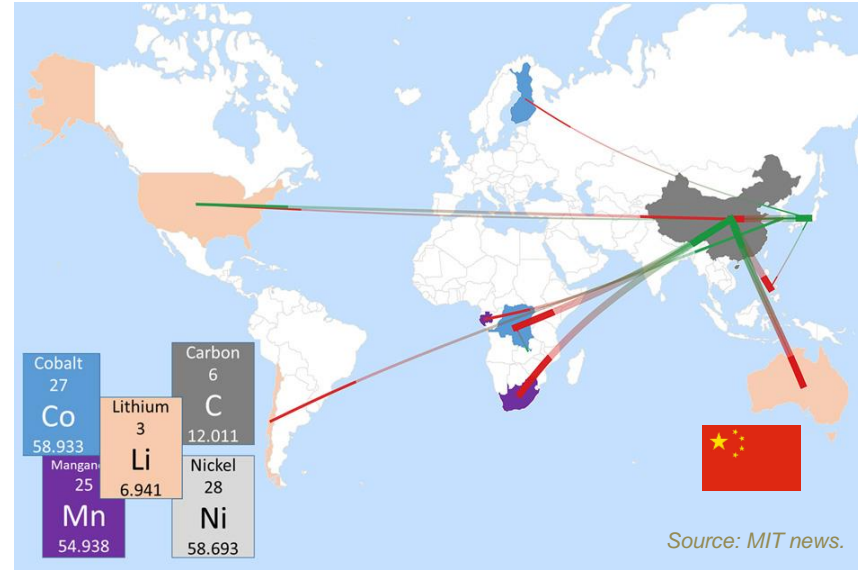 Cobalt
27
Co
58.933
Carbon
6
C
12.011
Lithium
3
Li
6.941
Mangan
25
Mn
54.938
Nickel
28
Ni
58.693
Source: MIT news.